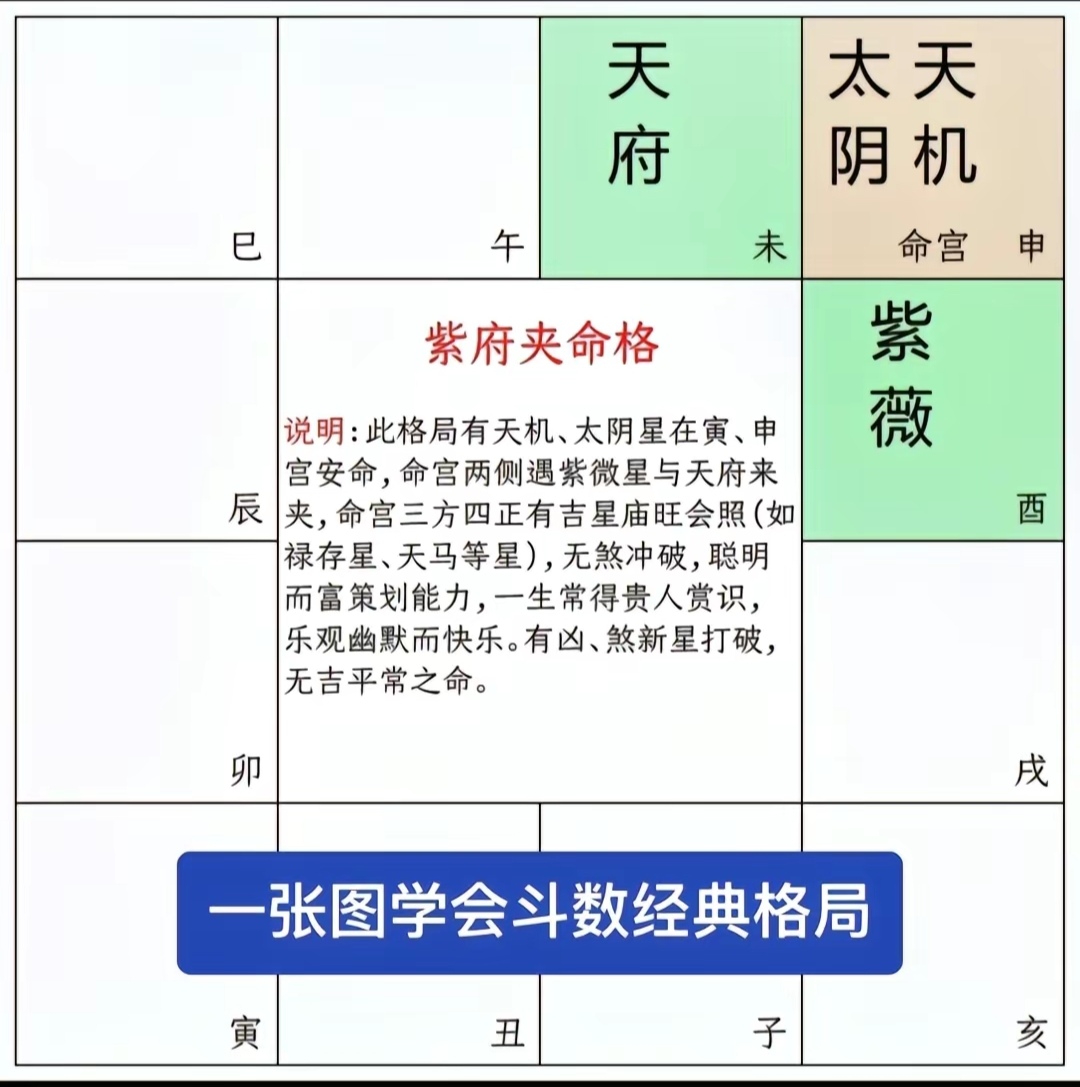 天府
太阴
天机
巳
午
未
命宫 申
紫府夹命格
紫薇
说明:此格局有天机、太阴星在寅、申
宫安命,命宫两侧遇紫微星与天府来
夹,命宫三方四正有吉星庙旺会照(如
禄存星、天马等星),无煞冲破,聪明
而富策划能力,一生常得贵人赏识,
乐观幽默而快乐。有凶、煞新星打破,
无吉平常之命。
辰
酉
卯
戌
一张图学会斗数经典格局
寅
丑
子
亥